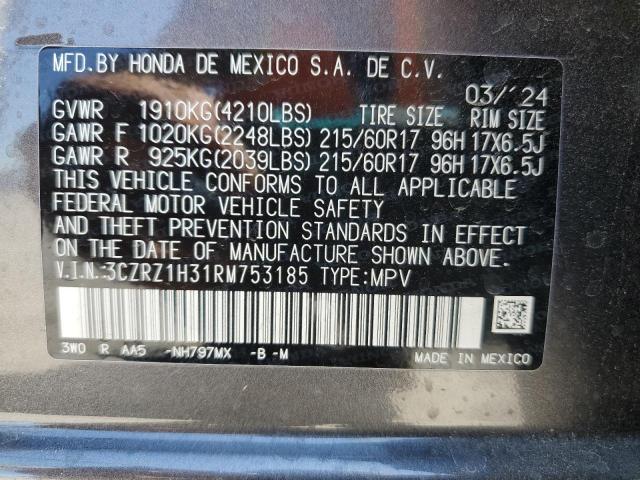 MFD. BY HONDA DE MEXICO S.A. DE C.V.
03/'24
GVWR 1910KG(4210LBS) TIRE SIZE RIM SIZE
GAWR F 1020KG(2248LBS) 215/60R17 96H 17X6.5J
GAWR R 925KG(2039LBS) 215/60R17 96H 17X6.5J
THIS VEHICLE CONFORMS TO ALL APPLICABLE
FEDERAL MOTOR VEHICLE SAFETY
AND THEFT PREVENTION STANDARDS IN EFFECT
ON THE DATE OF MANUFACTURE SHOWN ABOVE.
V.I.N.:3CZRZ1H31RM753185 TYPE:MPV
3W0 R AA5 -NH797MX -B -M
MADE IN MEXICO